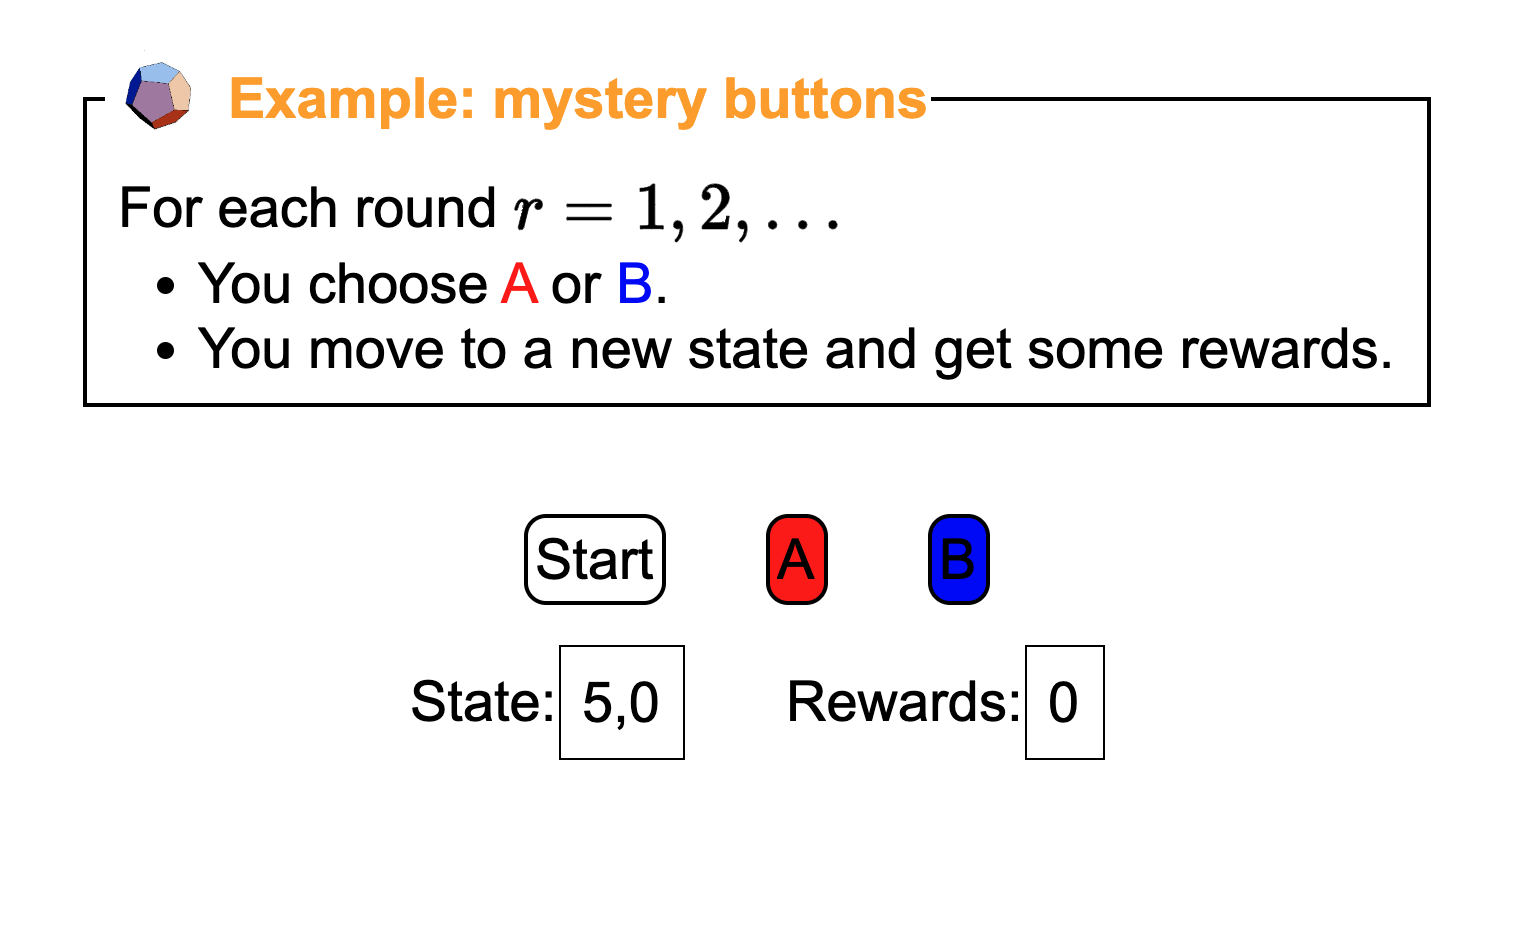 Example: mystery buttons
For each round r = 1, 2, . . .
• You choose A or B.
• You move to a new state and get some rewards.
Start A B
State: 5,0 Rewards: 0